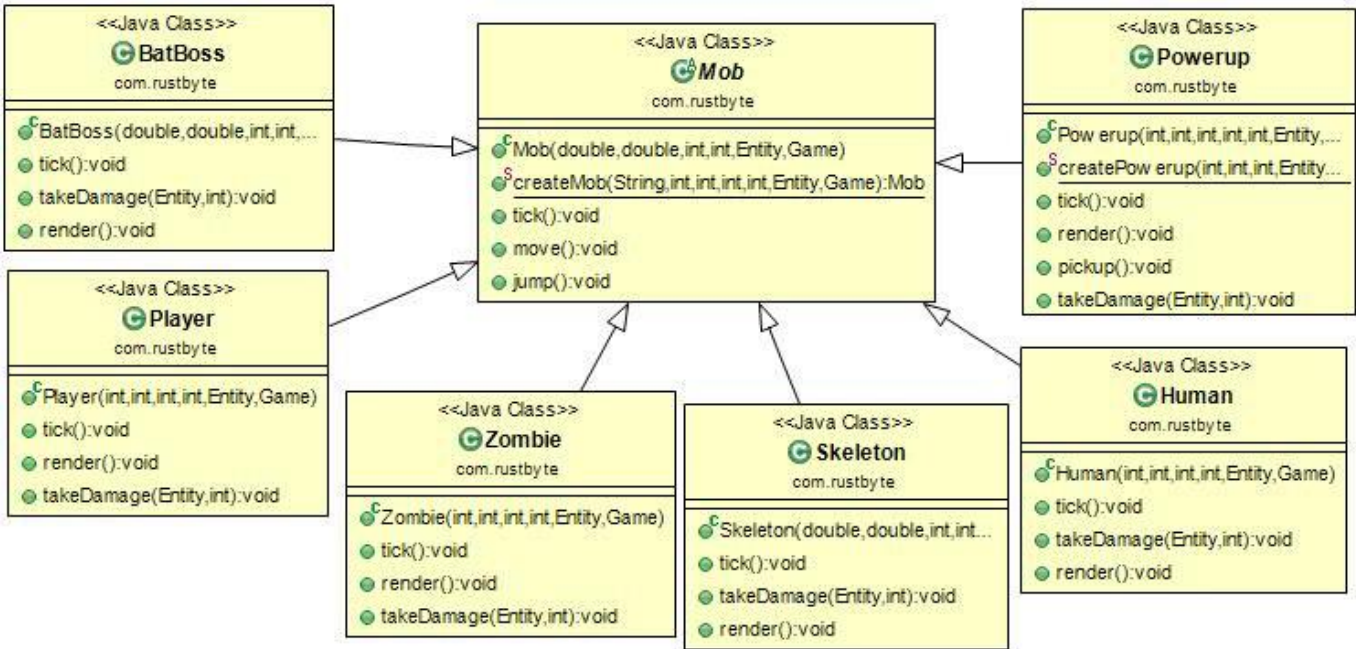 <<Java Class>>
BatBoss
com.rustbyte
BatBoss(double,double,int,int,...
tick():void
takeDamage(Entity,int):void
render():void
<<Java Class>>
Mob
com.rustbyte
Mob(double,double,int,int,Entity,Game)
createMob(String,int,int,int,int,Entity,Game):Mob
tick():void
move():void
jump():void
<<Java Class>>
Powerup
com.rustbyte
Pow erup(int,int,int,int,int,Entity,...
createPow erup(int,int,int,Entity...
tick():void
render():void
pickup():void
takeDamage(Entity,int):void
<<Java Class>>
Player
com.rustbyte
Player(int,int,int,int,Entity,Game)
tick():void
render():void
takeDamage(Entity,int):void
<<Java Class>>
Zombie
com.rustbyte
Zombie(int,int,int,int,Entity,Game)
tick():void
render():void
takeDamage(Entity,int):void
<<Java Class>>
Skeleton
com.rustbyte
Skeleton(double,double,int,int...
tick():void
takeDamage(Entity,int):void
render():void
<<Java Class>>
Human
com.rustbyte
Human(int,int,int,int,Entity,Game)
tick():void
takeDamage(Entity,int):void
render():void